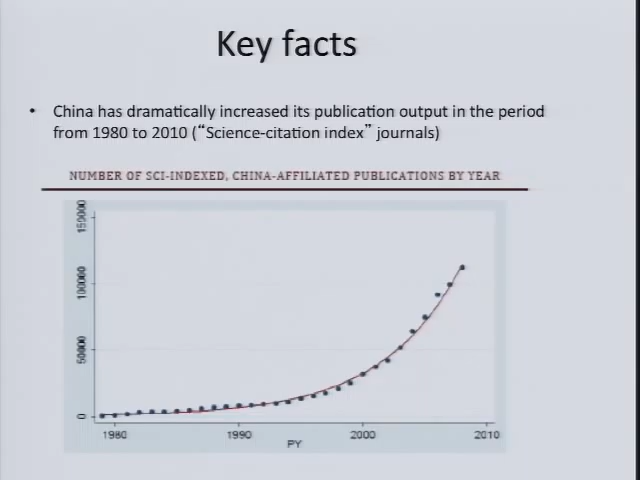 Key facts
• China has dramatically increased its publication output in the period
from 1980 to 2010 (“Science-citation index” journals)
NUMBER OF SCI-INDEXED, CHINA-AFFILIATED PUBLICATIONS BY YEAR
150000
100000
50000
0
1980 1990 2000 2010
PY